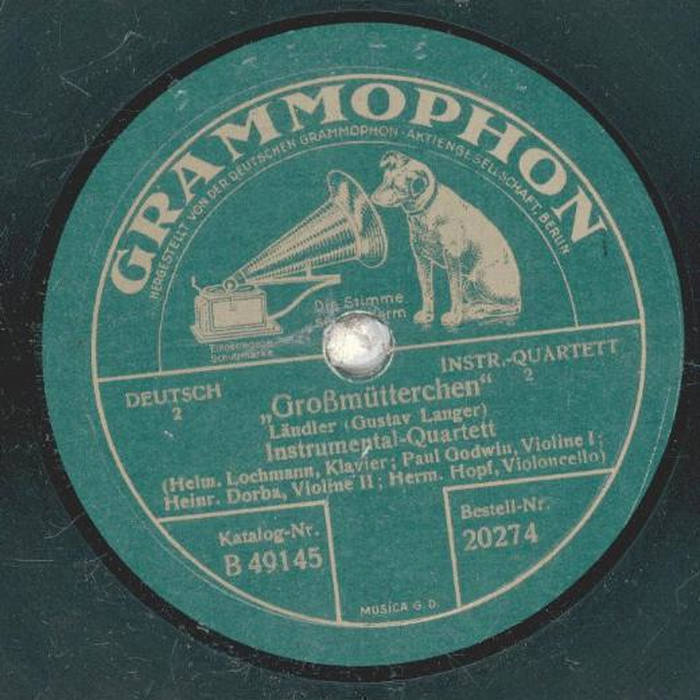 GRAMMOPHON
HERGESTELLT VON DER DEUTSCHEN GRAMMOPHON-AKTIENGESELLSCHAFT, BERLIN
Die Stimme
Eingetragene
Schutzmarke
DEUTSCH
2
INSTR.-QUARTETT
2
„Großmütterchen“
Ländler (Gustav Langer)
Instrumental-Quartett
(Helm. Lochmann, Klavier; Paul Godwin, Violine I;
Heinr. Dorba, Violine II; Herm. Hopf, Violoncello)
Katalog-Nr.
B 49145
Bestell-Nr.
20274
MUSICA G. D.